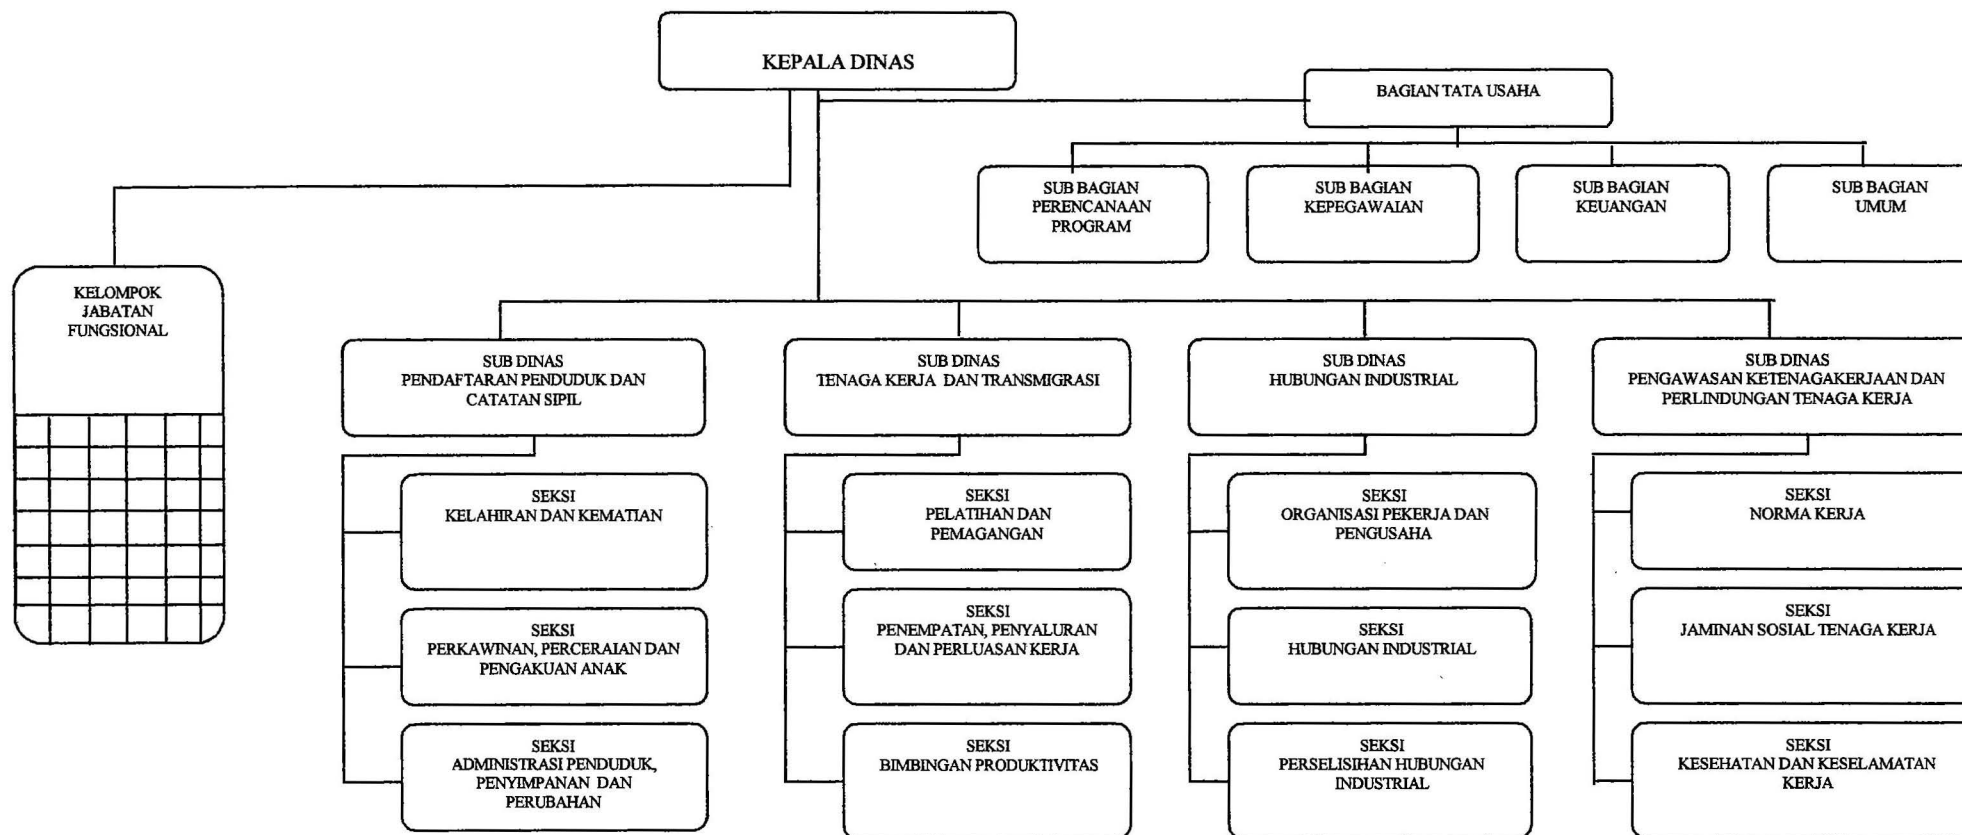 KEPALA DINAS
BAGIAN TATA USAHA
SUB BAGIAN
PERENCANAAN
PROGRAM
SUB BAGIAN
KEPEGAWAIAN
SUB BAGIAN
KEUANGAN
SUB BAGIAN
UMUM
KELOMPOK
JABATAN
FUNGSIONAL
SUB DINAS
PENDAFTARAN PENDUDUK DAN
CATATAN SIPIL
SUB DINAS
TENAGA KERJA DAN TRANSMIGRASI
SUB DINAS
HUBUNGAN INDUSTRIAL
SUB DINAS
PENGAWASAN KETENAGAKERJAAN DAN
PERLINDUNGAN TENAGA KERJA
SEKSI
KELAHIRAN DAN KEMATIAN
SEKSI
PERKAWINAN, PERCERAIAN DAN
PENGAKUAN ANAK
SEKSI
ADMINISTRASI PENDUDUK,
PENYIMPANAN DAN
PERUBAHAN
SEKSI
PELATIHAN DAN
PEMAGANGAN
SEKSI
PENEMPATAN, PENYALURAN
DAN PERLUASAN KERJA
SEKSI
BIMBINGAN PRODUKTIVITAS
SEKSI
ORGANISASI PEKERJA DAN
PENGUSAHA
SEKSI
HUBUNGAN INDUSTRIAL
SEKSI
PERSELISIHAN HUBUNGAN
INDUSTRIAL
SEKSI
NORMA KERJA
SEKSI
JAMINAN SOSIAL TENAGA KERJA
SEKSI
KESEHATAN DAN KESELAMATAN
KERJA